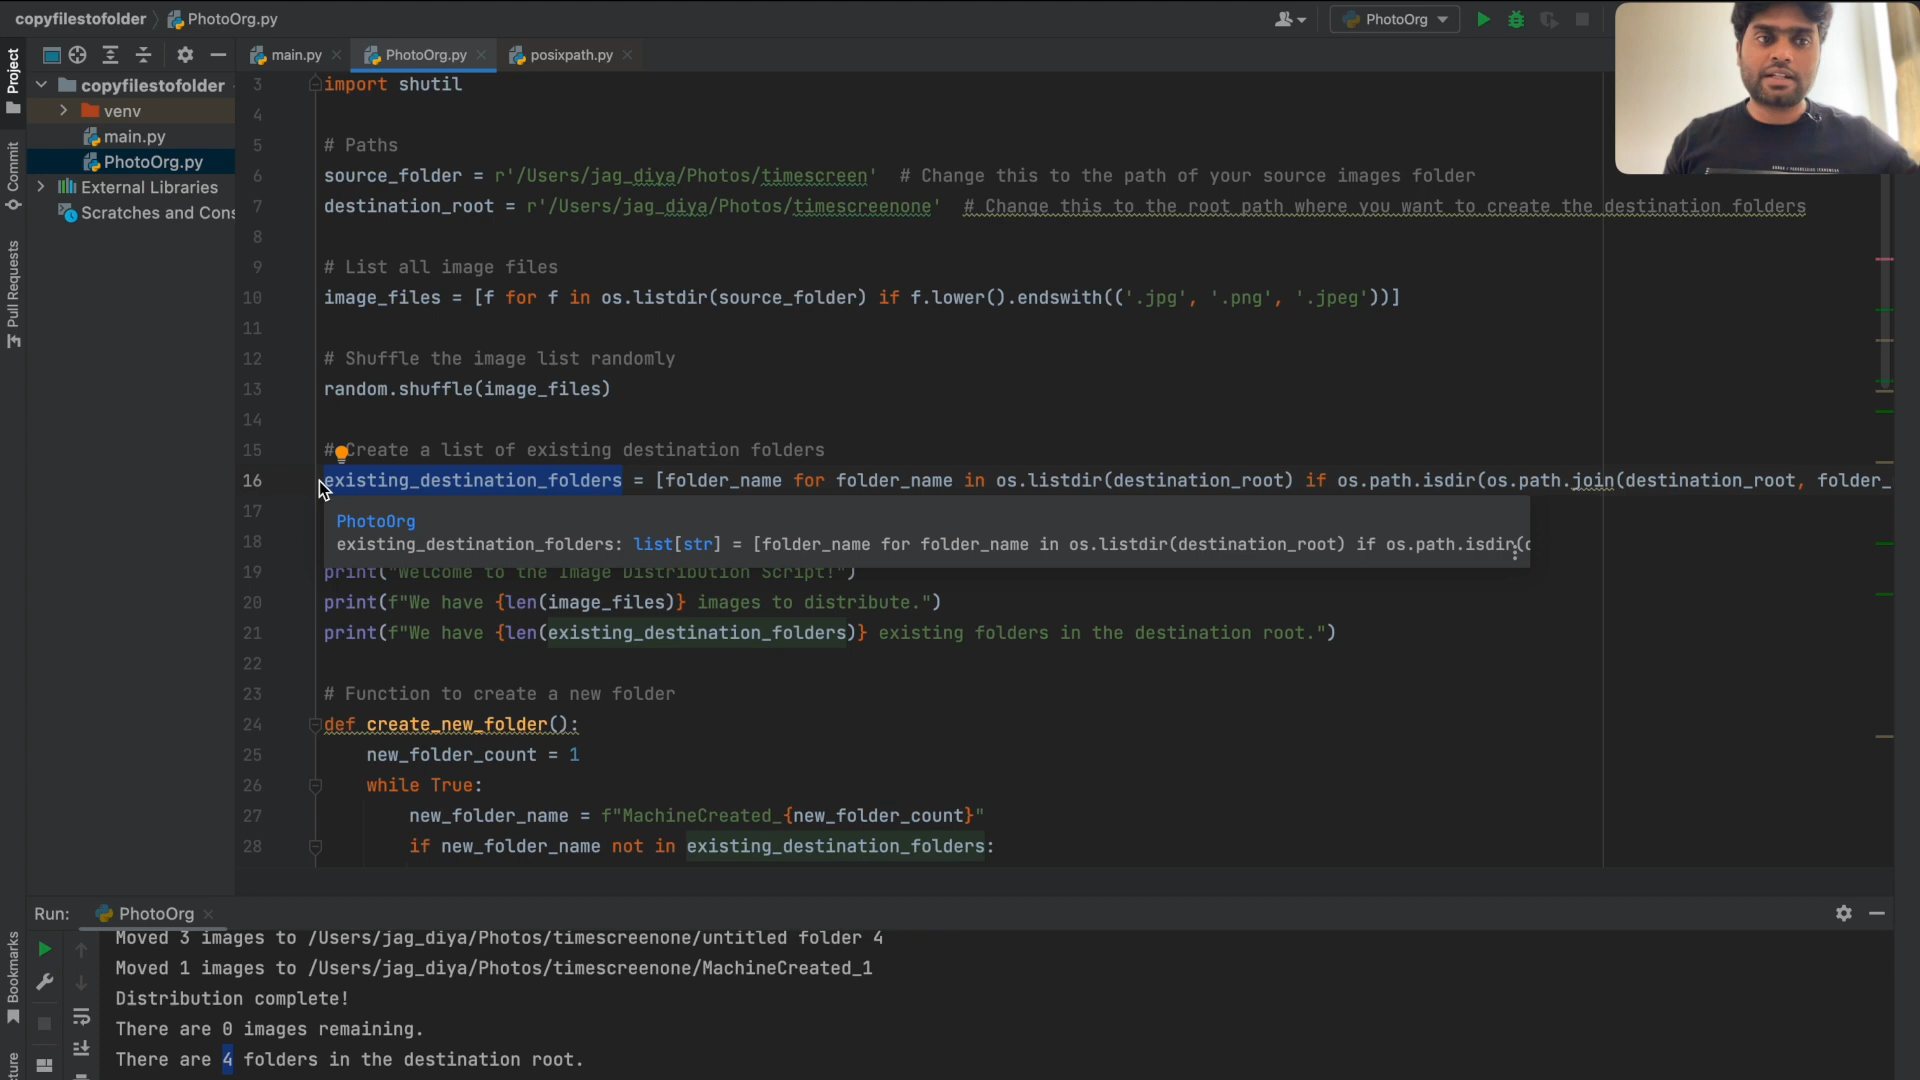 copyfilestofolder PhotoOrg.py
PhotoOrg
Project
Commit
Pull Requests
Bookmarks
main.py PhotoOrg.py posixpath.py
copyfilestofolder
venv
main.py
PhotoOrg.py
External Libraries
Scratches and Cons
3 import shutil
4
5 # Paths
6 source_folder = r'/Users/jag_diya/Photos/timescreen' # Change this to the path of your source images folder
7 destination_root = r'/Users/jag_diya/Photos/timescreenone' # Change this to the root path where you want to create the destination folders
8
9 # List all image files
10 image_files = [f for f in os.listdir(source_folder) if f.lower().endswith(('.jpg', '.png', '.jpeg'))]
11
12 # Shuffle the image list randomly
13 random.shuffle(image_files)
14
15 # Create a list of existing destination folders
16 existing_destination_folders = [folder_name for folder_name in os.listdir(destination_root) if os.path.isdir(os.path.join(destination_root, folder_
17
PhotoOrg
18
existing_destination_folders: list[str] = [folder_name for folder_name in os.listdir(destination_root) if os.path.isdir(
19 print("Welcome to the Image Distribution Script!")
20 print(f"We have {len(image_files)} images to distribute.")
21 print(f"We have {len(existing_destination_folders)} existing folders in the destination root.")
22
23 # Function to create a new folder
24 def create_new_folder():
25 new_folder_count = 1
26 while True:
27 new_folder_name = f"MachineCreated_{new_folder_count}"
28 if new_folder_name not in existing_destination_folders:
Run: PhotoOrg
Moved 3 images to /Users/jag_diya/Photos/timescreenone/untitled folder 4
Moved 1 images to /Users/jag_diya/Photos/timescreenone/MachineCreated_1
Distribution complete!
There are 0 images remaining.
There are 4 folders in the destination root.